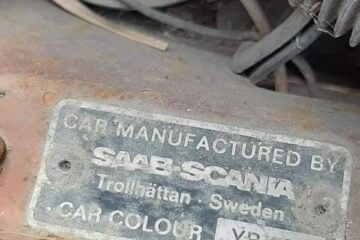 CAR MANUFACTURED BY
SAAB-SCANIA
Trollhättan · Sweden
CAR COLOUR